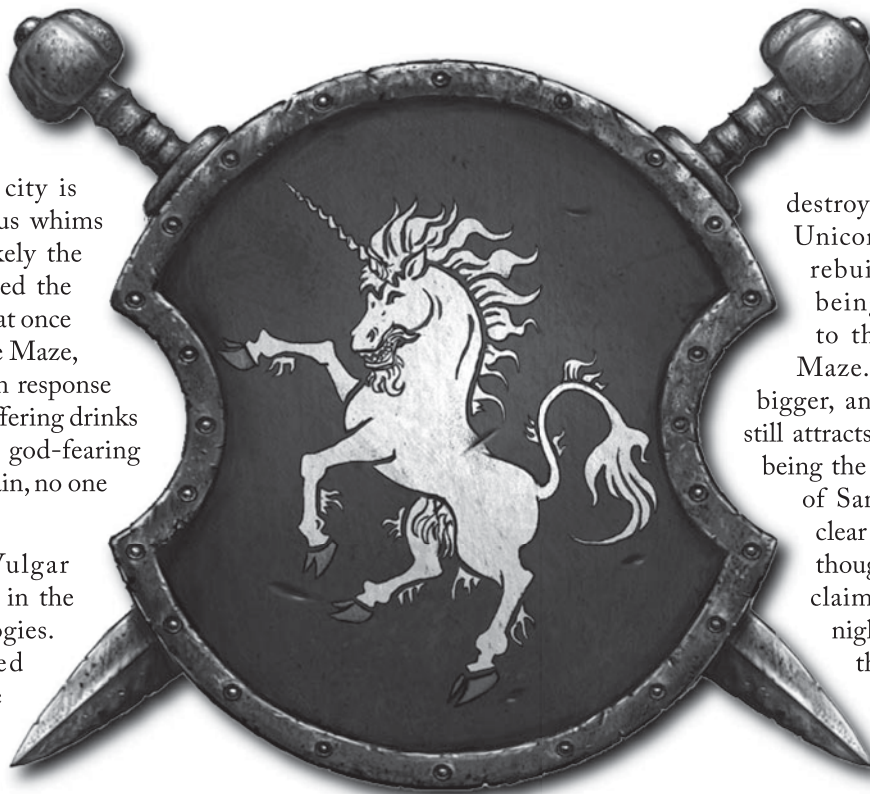 city is
us whims
kely the
ed the
at once
e Maze,
n response
ffering drinks
god-fearing
in, no one
Vulgar
in the
ogies.
ed
destroy
Unicor
rebui
being
to th
Maze.
bigger, an
still attracts
being the
of San
clear
thoug
claim
nigh
th